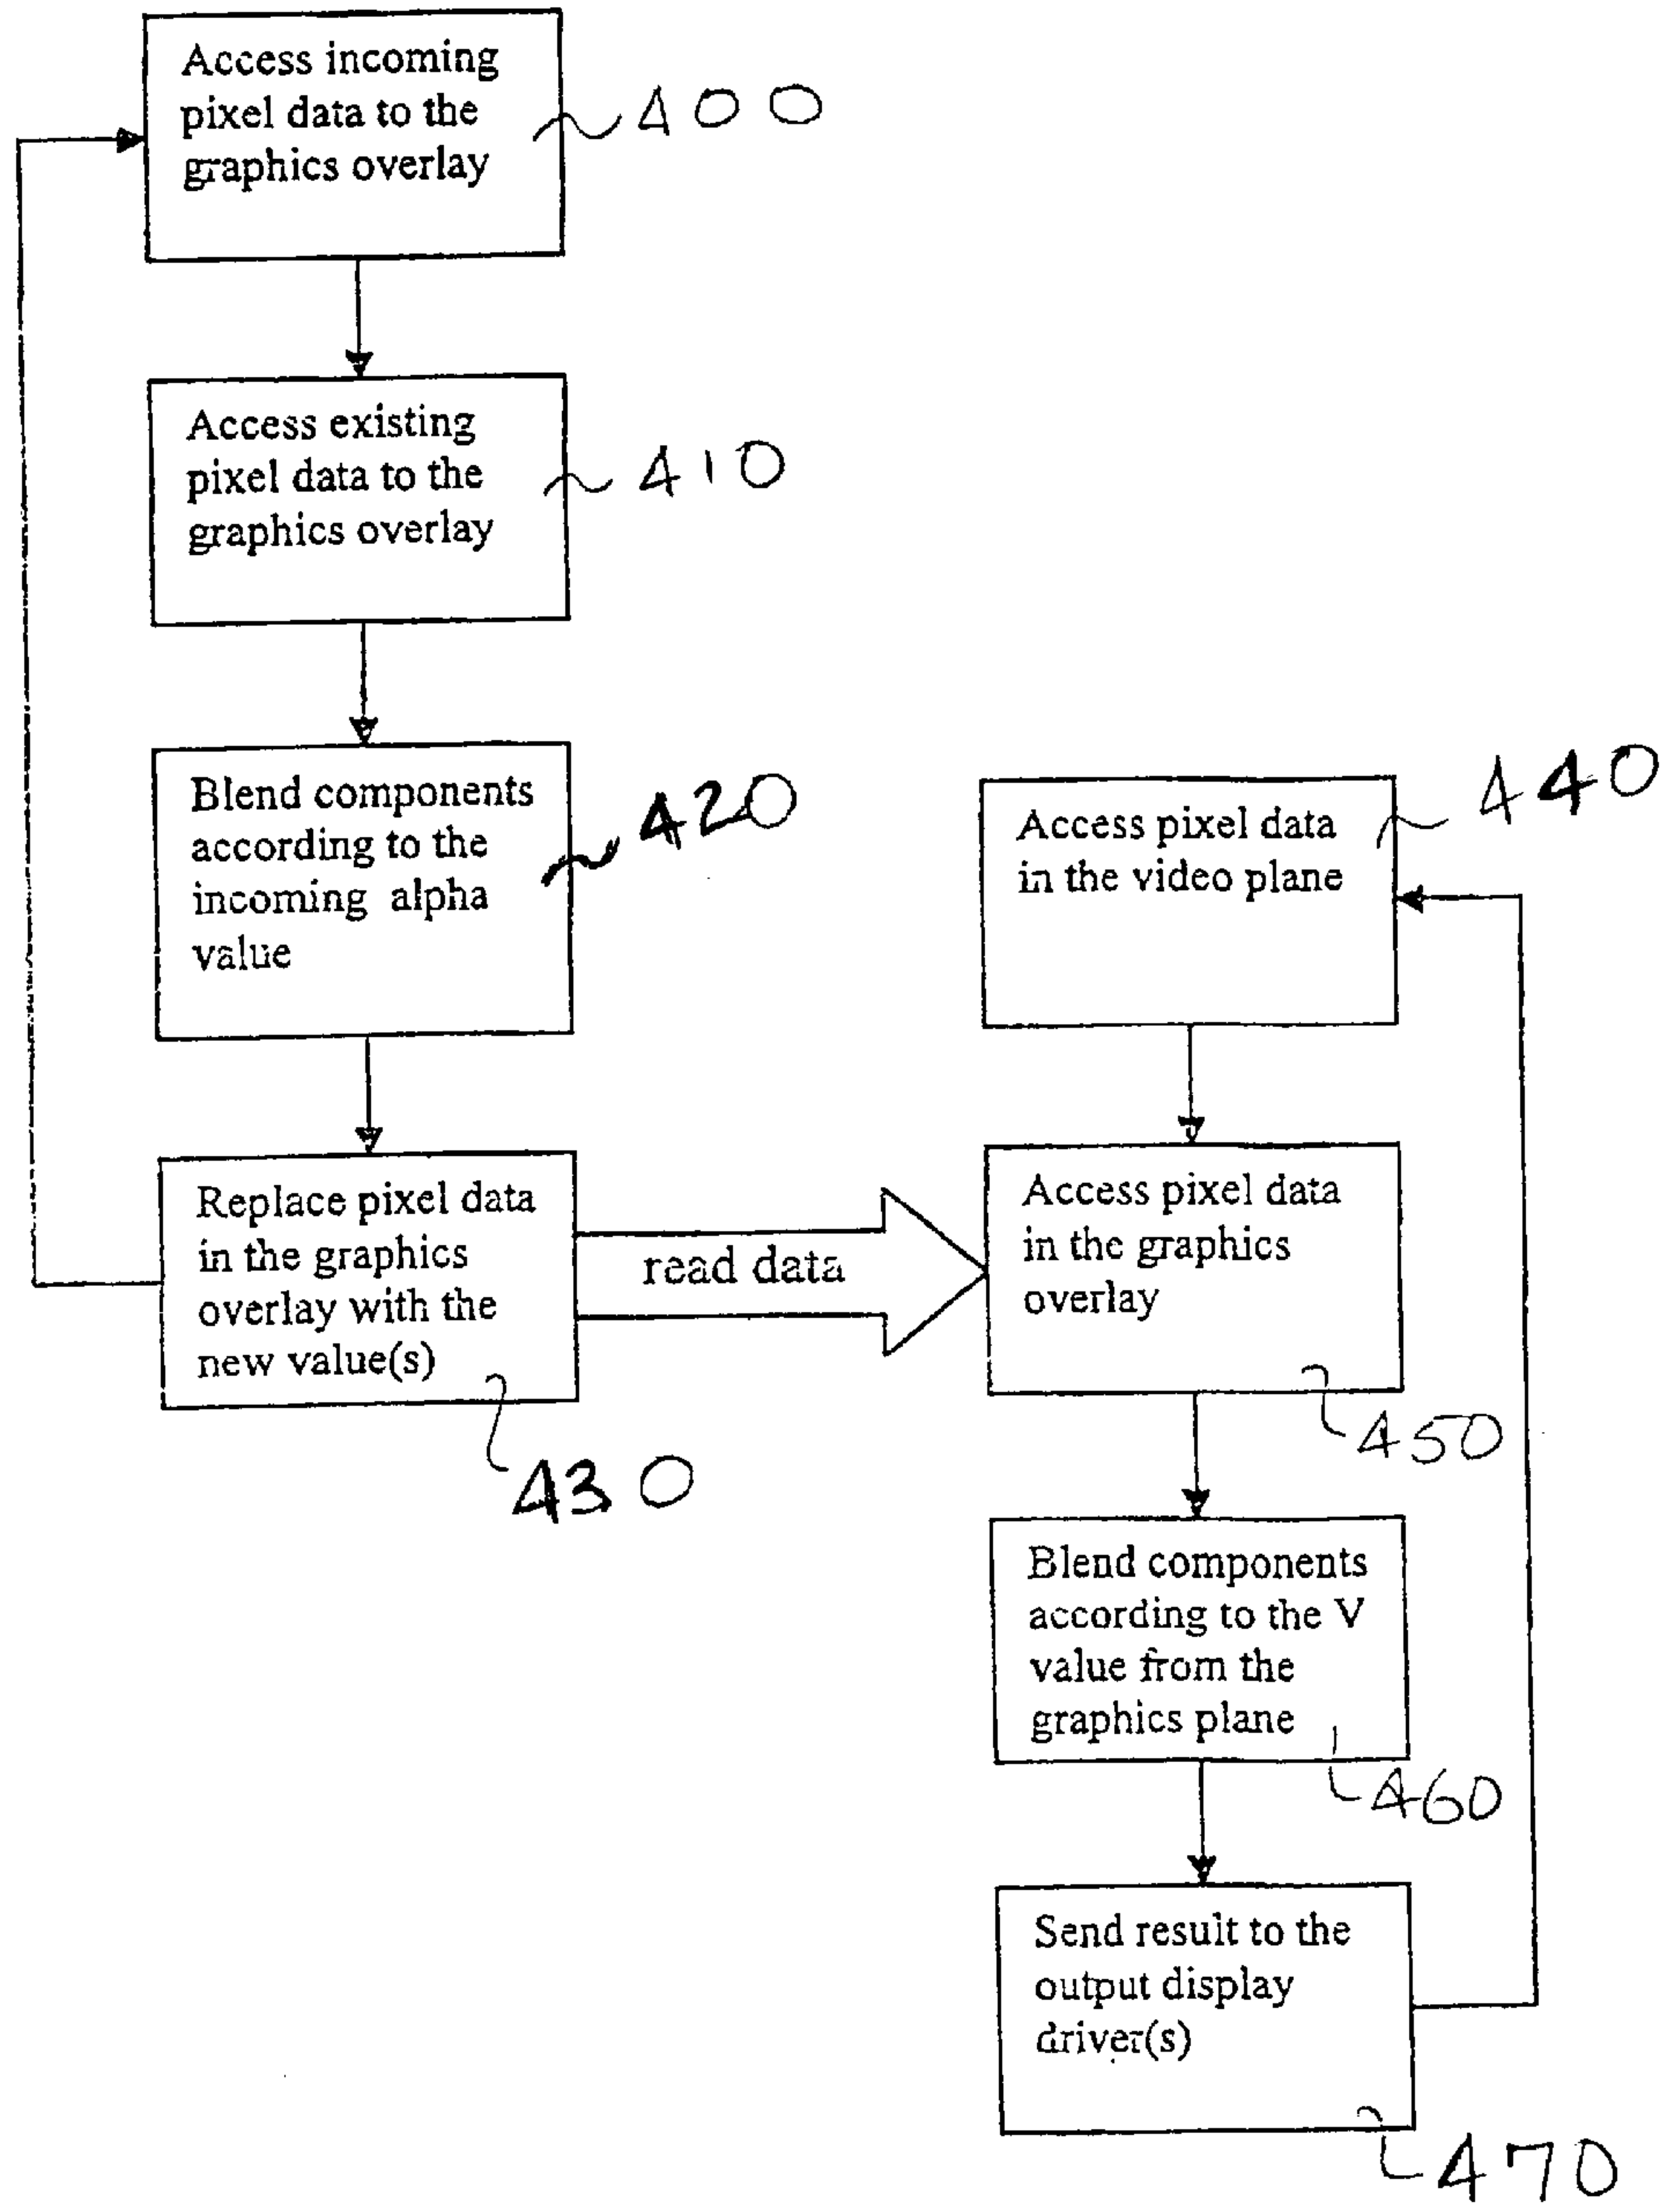 Access incoming
pixel data to the
graphics overlay
400
Access existing
pixel data to the
graphics overlay
410
Blend components
according to the
incoming alpha
value
420
Replace pixel data
in the graphics
overlay with the
new value(s)
430
read data
Access pixel data
in the video plane
440
Access pixel data
in the graphics
overlay
450
Blend components
according to the V
value from the
graphics plane
460
Send result to the
output display
driver(s)
470